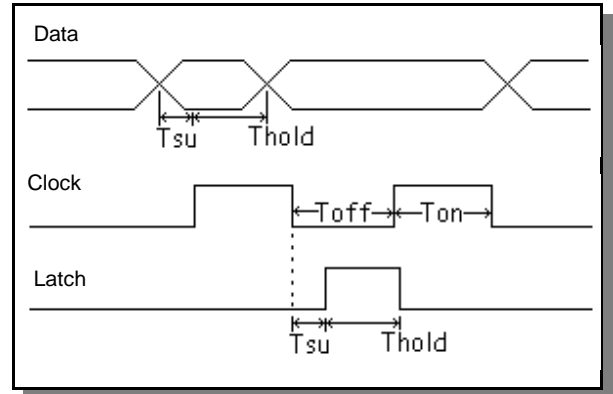 Data
Tsu Thold
Clock
Toff Ton
Latch
Tsu Thold